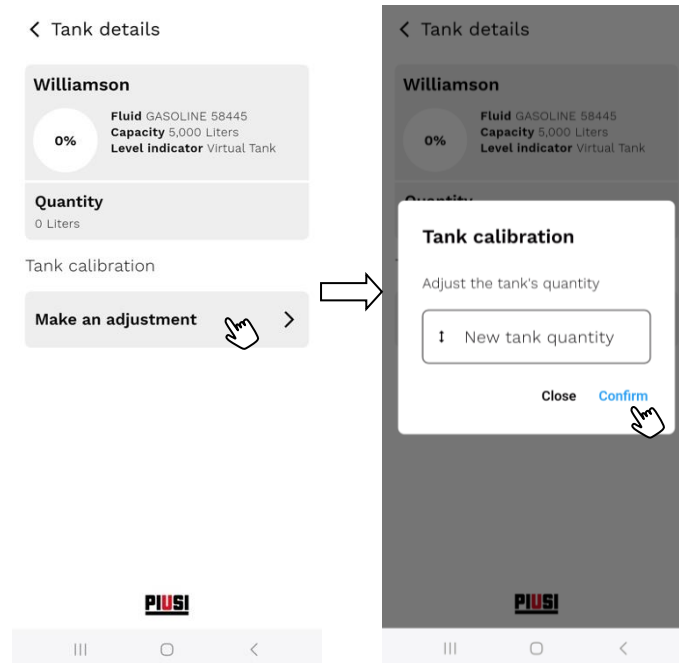 Tank details
Williamson
0%
Fluid GASOLINE 58445
Capacity 5,000 Liters
Level indicator Virtual Tank
Quantity
0 Liters
Tank calibration
Make an adjustment
PIUSI
Tank details
Williamson
0%
Fluid GASOLINE 58445
Capacity 5,000 Liters
Level indicator Virtual Tank
Quantity
Tank calibration
Adjust the tank's quantity
New tank quantity
Close Confirm
PIUSI